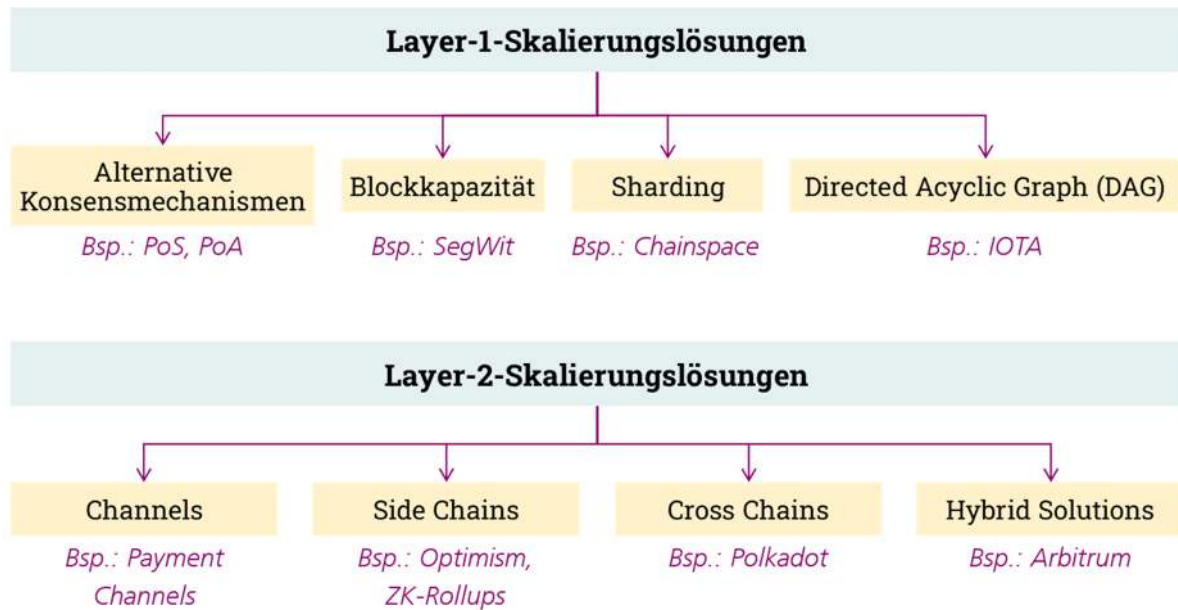 Layer-1-Skalierungslösungen
Alternative
Konsensmechanismen
Bsp.: PoS, PoA
Blockkapazität
Bsp.: SegWit
Sharding
Bsp.: Chainspace
Directed Acyclic Graph (DAG)
Bsp.: IOTA
Layer-2-Skalierungslösungen
Channels
Bsp.: Payment
Channels
Side Chains
Bsp.: Optimism,
ZK-Rollups
Cross Chains
Bsp.: Polkadot
Hybrid Solutions
Bsp.: Arbitrum